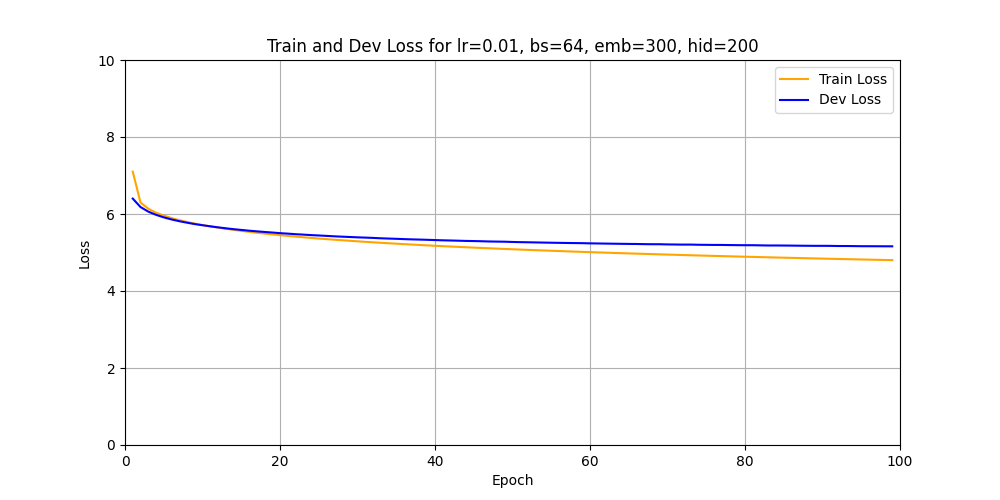 Train and Dev Loss for lr=0.01, bs=64, emb=300, hid=200
Train Loss
Dev Loss
Loss
10
8
6
4
2
0
0 20 40 60 80 100
Epoch